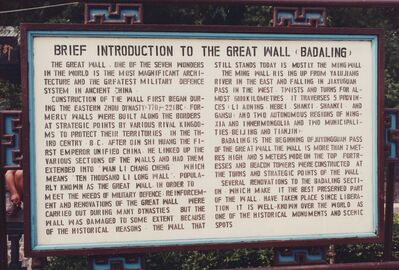 BRIEF INTRODUCTION TO THE GREAT WALL (BADALING)
THE GREAT WALL . ONE OF THE SEVEN WONDERS
IN THE WORLD IS THE MOST MAGNIFICENT ARCHI-
TECTURE AND THE GREATEST MILITARY DEFENCE
SYSTEM IN ANCIENT CHINA
CONSTRUCTION OF THE WALL FIRST BEGAN DUR-
ING THE EASTERN ZHOU DYNASTY(770-221BC. FOR-
MERLY WALLS WERE BUILT ALONG THE BORDERS
AT STRATEGIC POINTS BY VARIOUS RIVAL KINGDO-
MS TO PROTECT THEIR TERRITORIES IN THE TH-
IRD CENTRY B C. AFTER QIN SHI HUANG THE FI-
RST EMPEROR UNIFIED CHINA HE LINKED UP THE
VARIOUS SECTIONS OF THE WALLS AND HAD THEM
EXTENDED INTO WAN LI CHANG CHENG WHICH
MEANS TEN THOUSAND LI LONG WALL . POPULA-
RLY KNOWN AS THE GREAT WALL IN ORDER TO
MEET THE NEEDS OF MILITARY DEFENCE REINFORCEM-
ENT AND RENOVATIONS OF THE GREAT WALL WERE
CARRIED OUT DURING MANY DYNASTIES BUT THE
WALL WAS DAMAGED TO SOME EXTENT BECAUSE
OF THE HISTORICAL REASONS . THE WALL THAT
STILL STANDS TODAY IS MOSTLY THE MING WALL
THE MING WALL RISING UP FROM YALUJIANG
RIVER IN THE EAST AND FALLING IN JIAYUGUAN
PASS IN THE WEST TWISTS AND TURNS FOR AL-
MOST KILOMETRES IT TRAVERSES 5 PROVIN-
CES LIAONING HEBEI SHANXI SHAANXI AND
GANSU AND TWO AUTONOMOUS REGIONS OF NING-
XIA AND INNERMONGOLIA AND TWO MUNICIPALI-
TIES BEIJING AND TIANJIN
BADALING IS THE BEGINNING OF JUYONGGUAN PASS
OF THE GREAT WALL THE WALL IS MORE THAN 7 MET-
RES HIGH AND 5 METERS WIDE ON THE TOP FORTR-
ESSES AND BEACON TOWERS WERE CONSTRUCTED AT
THE TURNS AND STRATEGIC POINTS OF THE WALL
SEVERAL RENOVATIONS TO THE BADALING SECTI-
ON WHICH MAKE IT THE BEST PRESERVED PART
OF THE WALL HAVE TAKEN PLACE SINCE LIBERA-
TION IT IS WELL-KNOWN OVER THE WORLD AS
ONE OF THE HISTORICAL MONUMENTS AND SCENIC
SPOTS